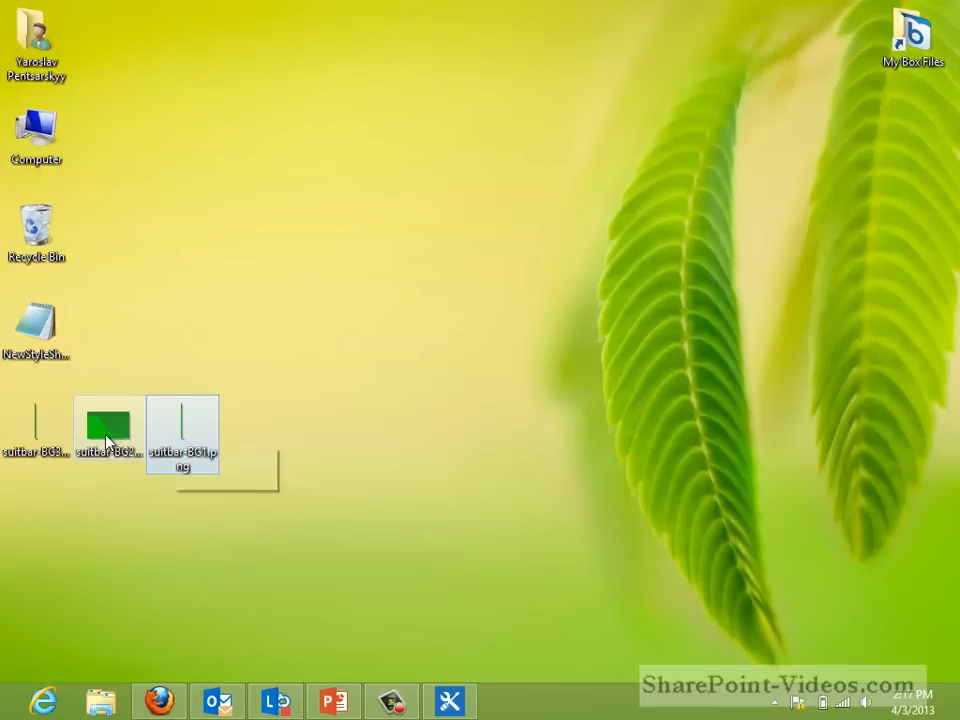 Yaroslav
Pentsarskyy
My Box Files
Computer
Recycle Bin
NewStyleSh...
suitbar-BG3...
suitbar-BG2...
suitbar-BG1.p
ng
SharePoint-Videos.com
2:17 PM
4/3/2013